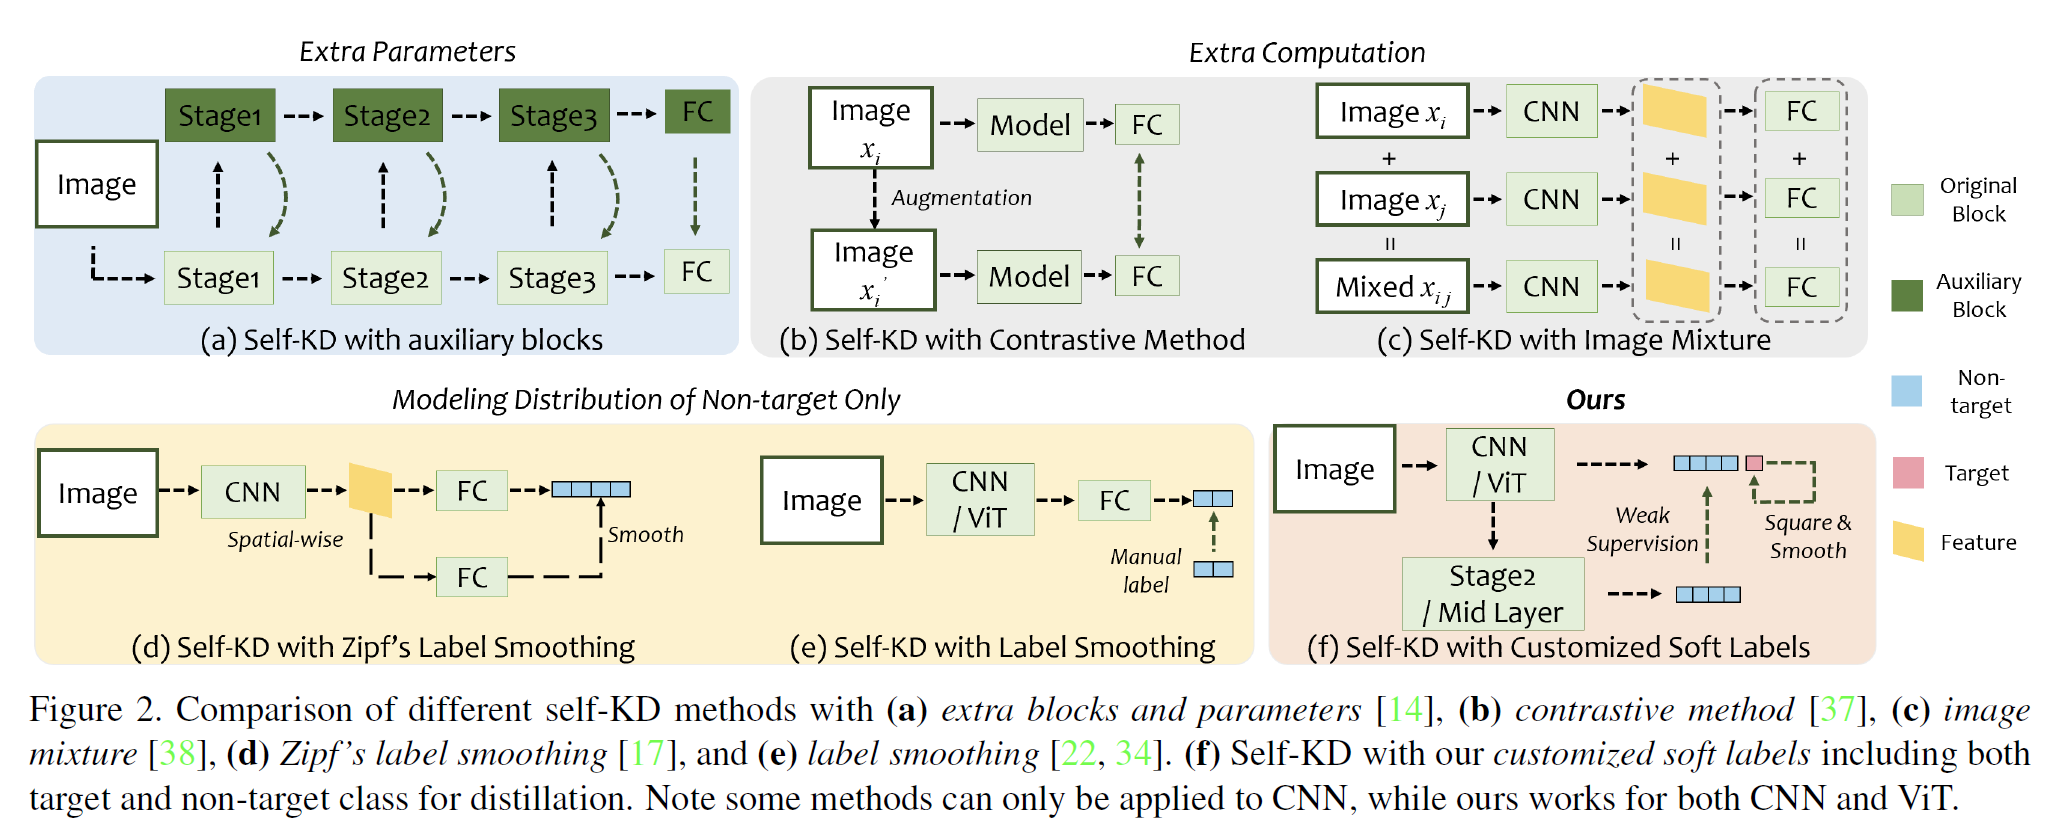 Extra Parameters
Stage1
Stage2
Stage3
FC
Image
Stage1
Stage2
Stage3
FC
(a) Self-KD with auxiliary blocks
Extra Computation
Image
x_i
Model
FC
Augmentation
Image
x_i'
Model
FC
(b) Self-KD with Contrastive Method
Image x_i
CNN
FC
+
+
+
Image x_j
CNN
FC
=
=
=
Mixed x_ij
CNN
FC
(c) Self-KD with Image Mixture
Original
Block
Auxiliary
Block
Non-
target
Target
Feature
Modeling Distribution of Non-target Only
Image
CNN
FC
Spatial-wise
Smooth
FC
(d) Self-KD with Zipf's Label Smoothing
Image
CNN
/ ViT
FC
Manual
label
(e) Self-KD with Label Smoothing
Ours
Image
CNN
/ ViT
Weak
Supervision
Square &
Smooth
Stage2
/ Mid Layer
(f) Self-KD with Customized Soft Labels
Figure 2. Comparison of different self-KD methods with (a) extra blocks and parameters [14], (b) contrastive method [37], (c) image
mixture [38], (d) Zipf's label smoothing [17], and (e) label smoothing [22, 34]. (f) Self-KD with our customized soft labels including both
target and non-target class for distillation. Note some methods can only be applied to CNN, while ours works for both CNN and ViT.